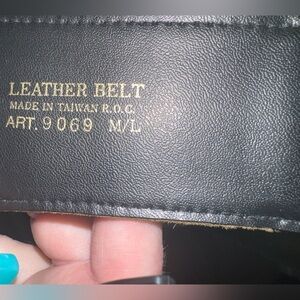 LEATHER BELT
MADE IN TAIWAN R.O.C.
ART. 9069 M/L